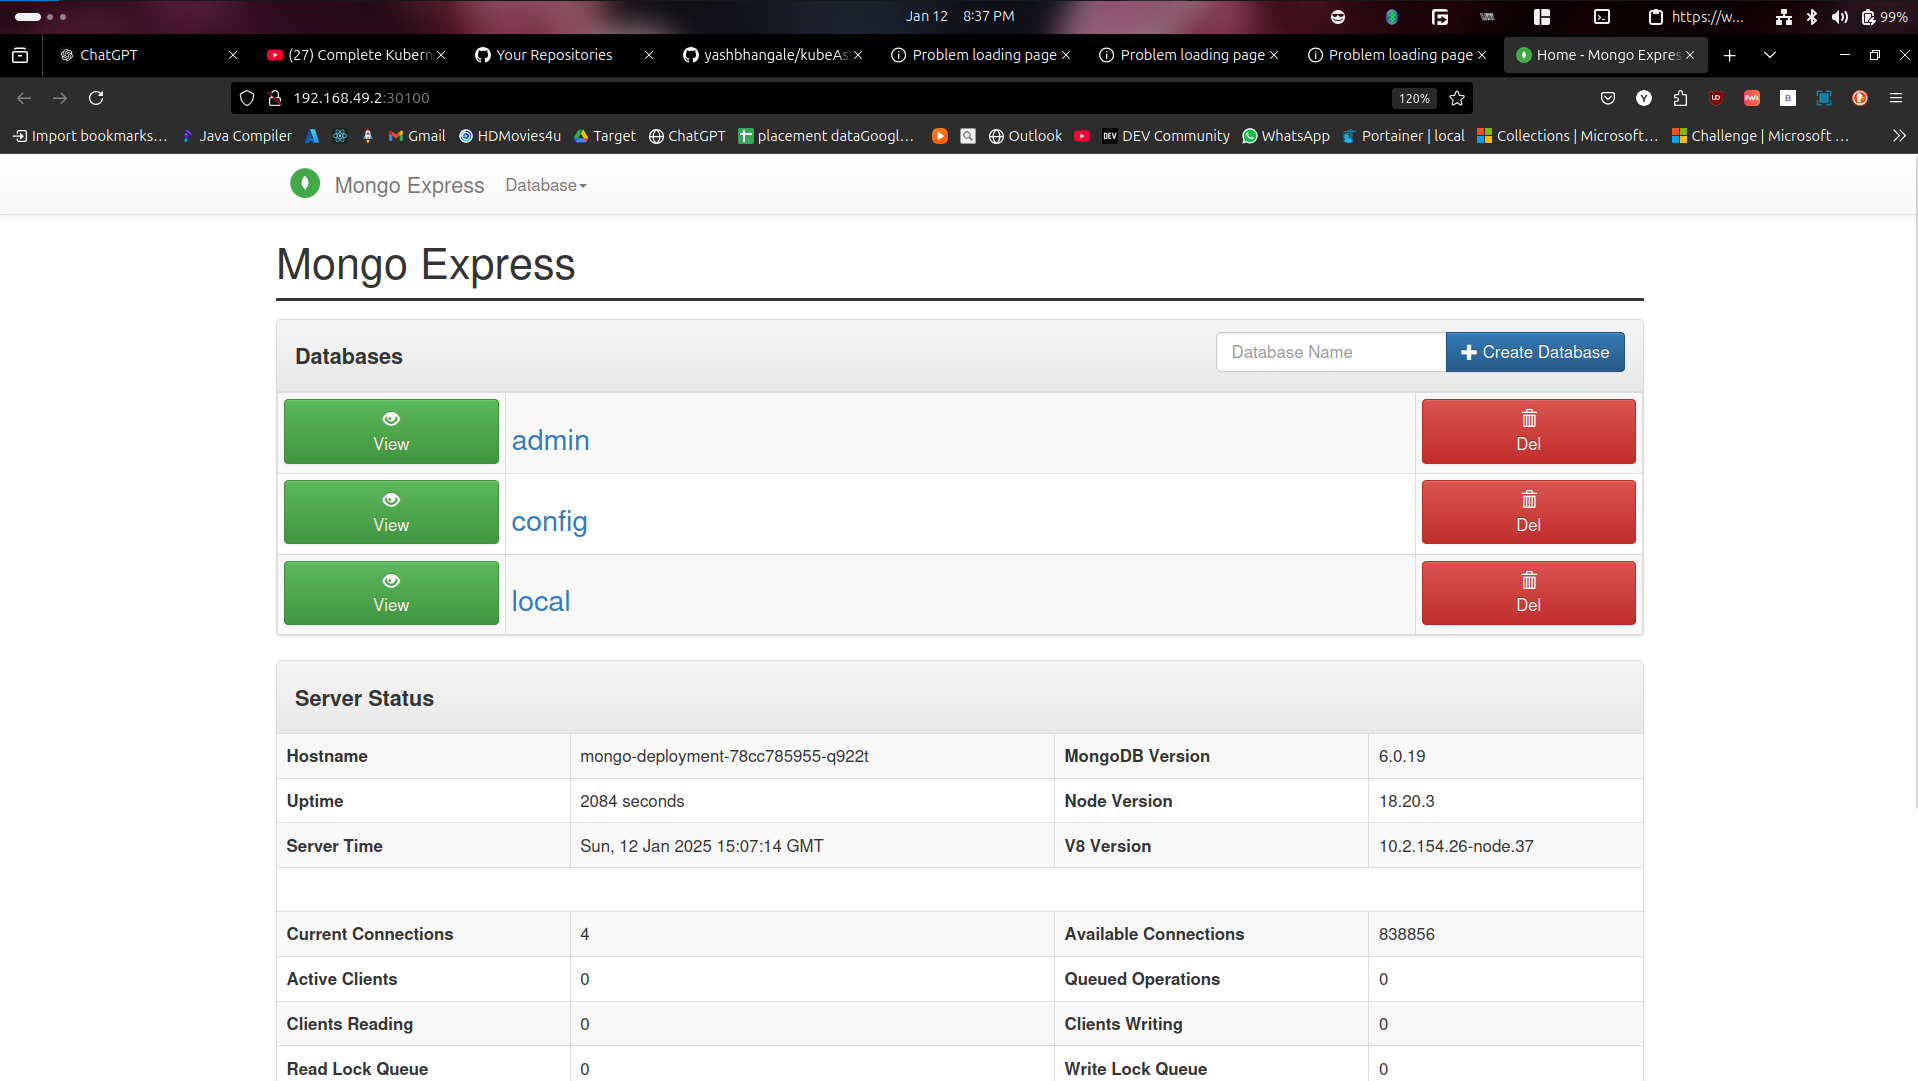 Jan 12 8:37 PM
https://w...
99%
ChatGPT
(27) Complete Kubern
Your Repositories
yashbhangale/kubeAs
Problem loading page
Problem loading page
Problem loading page
Home - Mongo Expres
192.168.49.2:30100
120%
Import bookmarks...
Java Compiler
Gmail
HDMovies4u
Target
ChatGPT
placement dataGoogl...
Outlook
DEV Community
WhatsApp
Portainer | local
Collections | Microsoft...
Challenge | Microsoft ...
Mongo Express
Database
Mongo Express
Databases
Database Name
Create Database
View
admin
Del
View
config
Del
View
local
Del
Server Status
Hostname mongo-deployment-78cc785955-q922t MongoDB Version 6.0.19
Uptime 2084 seconds Node Version 18.20.3
Server Time Sun, 12 Jan 2025 15:07:14 GMT V8 Version 10.2.154.26-node.37
Current Connections 4 Available Connections 838856
Active Clients 0 Queued Operations 0
Clients Reading 0 Clients Writing 0
Read Lock Queue 0 Write Lock Queue 0